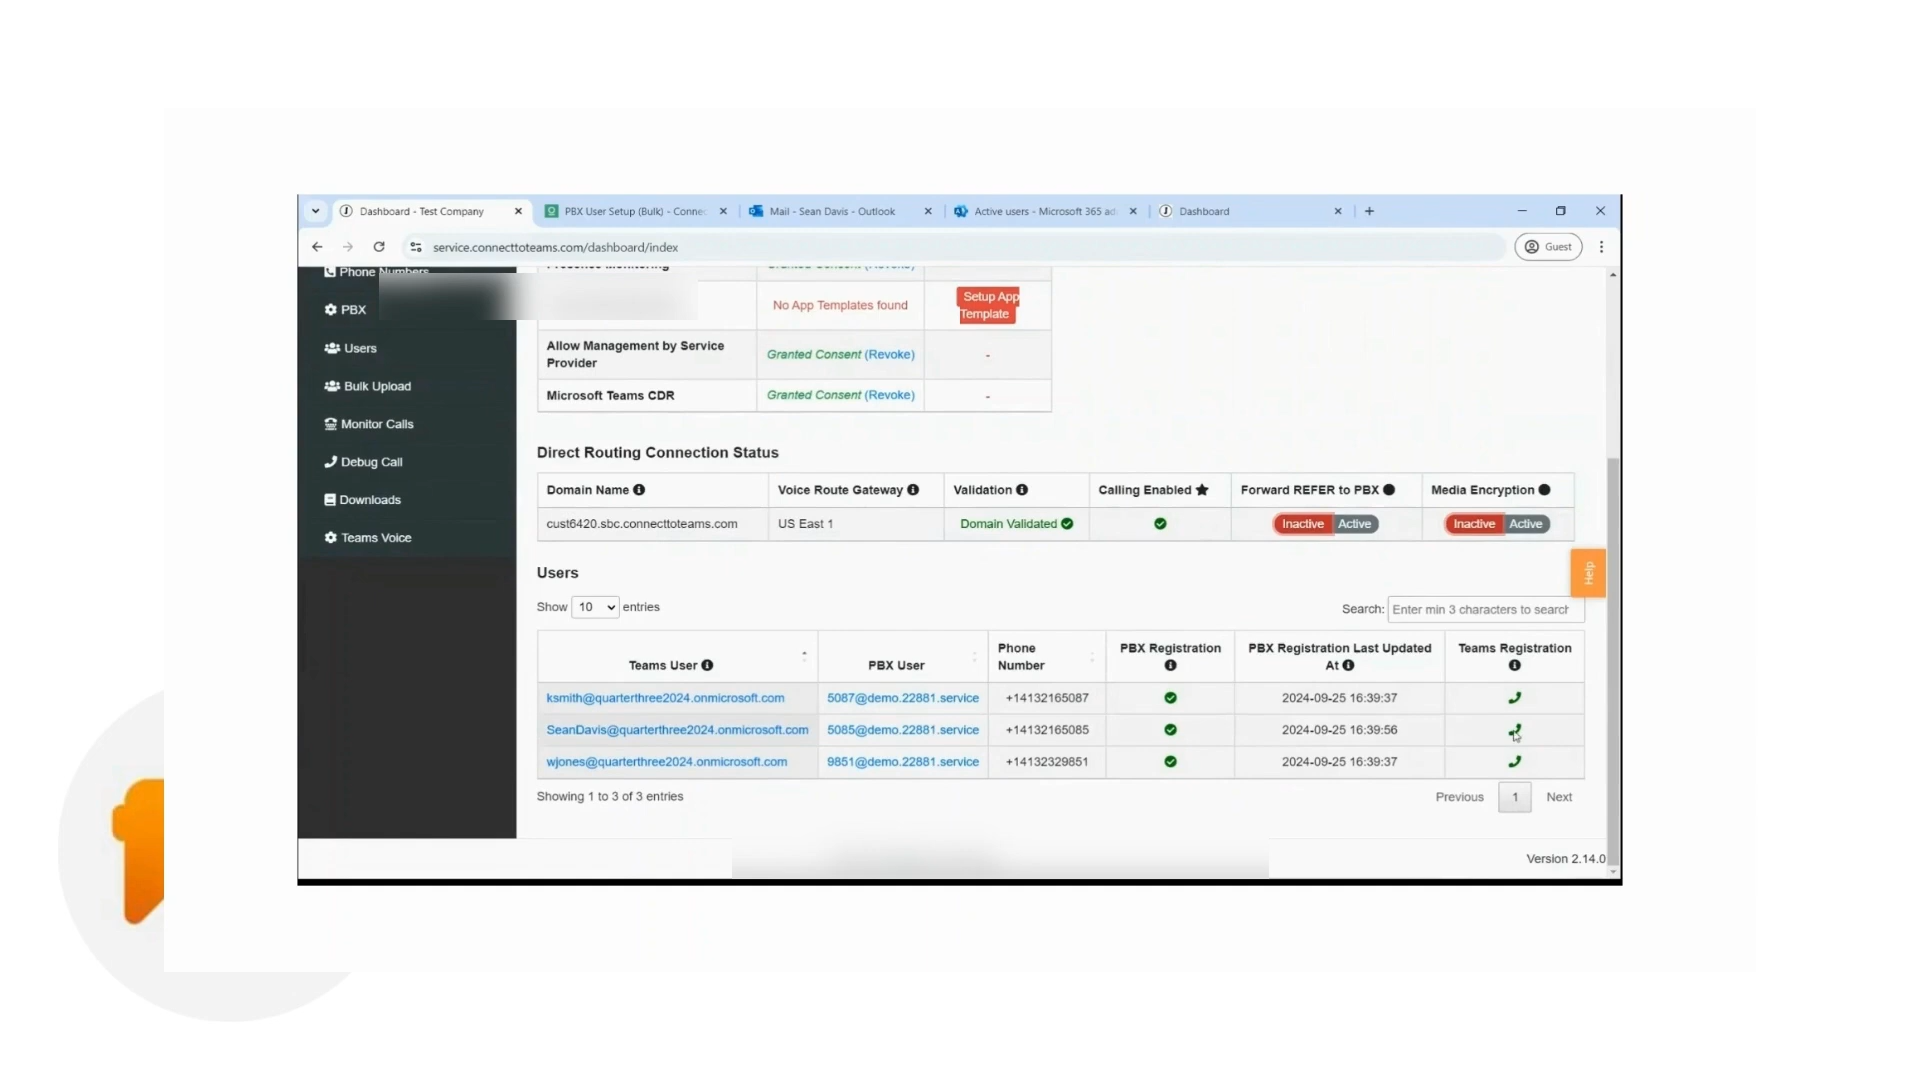 Dashboard - Test Company
PBX User Setup (Bulk) - Connec
Mail - Sean Davis - Outlook
Active users - Microsoft 365 ad
Dashboard
service.connecttoteams.com/dashboard/index
Guest
Phone Numbers
PBX
Users
Bulk Upload
Monitor Calls
Debug Call
Downloads
Teams Voice
Presence Monitoring Granted Consent (Revoke)
No App Templates found
Setup App
Template
Allow Management by Service
Provider
Granted Consent (Revoke) -
Microsoft Teams CDR Granted Consent (Revoke) -
Direct Routing Connection Status
Domain Name Voice Route Gateway Validation Calling Enabled Forward REFER to PBX Media Encryption
cust6420.sbc.connecttoteams.com US East 1 Domain Validated Inactive Active Inactive Active
Help
Users
Show 10 entries
Search: Enter min 3 characters to search
Teams User
PBX User
Phone
Number
PBX Registration
PBX Registration Last Updated
At
Teams Registration
ksmith@quarterthree2024.onmicrosoft.com 5087@demo.22881.service +14132165087 2024-09-25 16:39:37
SeanDavis@quarterthree2024.onmicrosoft.com 5085@demo.22881.service +14132165085 2024-09-25 16:39:56
wjones@quarterthree2024.onmicrosoft.com 9851@demo.22881.service +14132329851 2024-09-25 16:39:37
Showing 1 to 3 of 3 entries
Previous 1 Next
Version 2.14.0